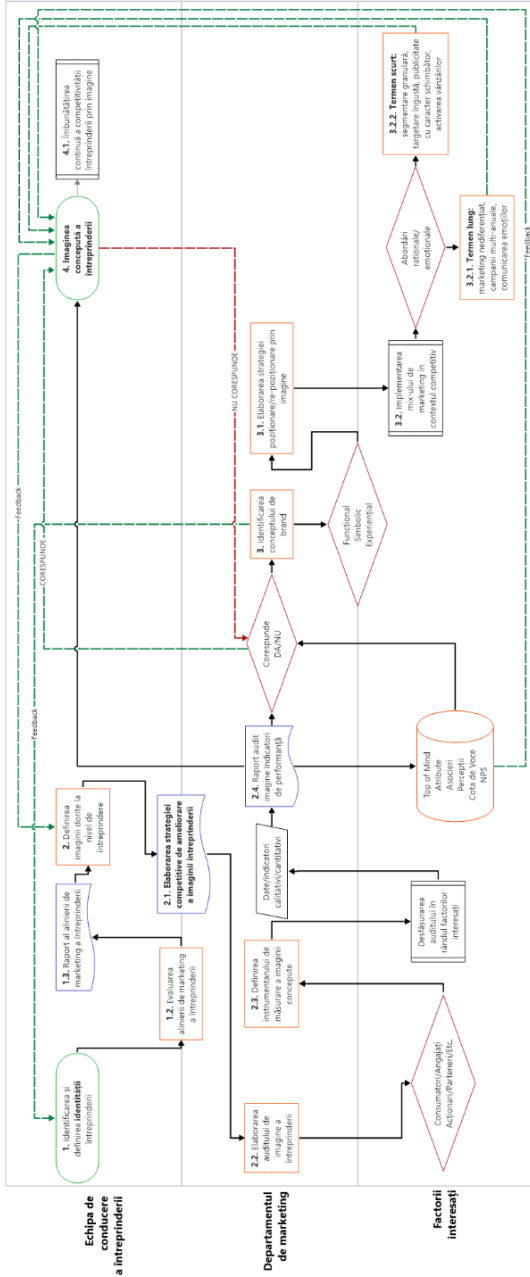 Echipa de
conducere
a întreprinderii
1. Identificarea și
definirea identității
întreprinderii
1.2. Evaluarea
alinierii de marketing
a întreprinderii
1.3. Raport al alinierii de
marketing a întreprinderii
2. Definirea
imaginii dorite la
nivel de
întreprindere
2.1. Elaborarea strategiei
competitive de ameliorare
a imaginii întreprinderii
Feedback
Feedback
CORESPUNDE
NU CORESPUNDE
4. Imaginea
concepută a
întreprinderii
4.1. Îmbunătățirea
continuă a competitivității
întreprinderii prin imagine
Departamentul
de marketing
2.2. Elaborarea
auditului de
imagine a
întreprinderii
2.3. Definirea
instrumentarului de
măsurare a imaginii
concepute
Date/indicatori
calitativi/cantitativi
2.4. Raport audit
imagine Indicatori
de performanță
Corespunde
DA/NU
3. Identificarea
conceptului de
brand
3.1. Elaborarea strategiei
poziționare/re-poziționare prin
imagine
Factorii
interesați
Consumatori/Angajați
Acționari/Parteneri/Etc.
Desfășurarea
auditului în
rândul factorilor
interesați
Top of Mind
Atribute
Asocieri
Percepții
Cota de Voce
NPS
Funcțional
Simbolic
Experiențial
3.2. Implementarea
mix-ului de
marketing în
contextul competitiv
Abordări
raționale/
emoționale
3.2.1. Termen lung:
marketing nediferențiat,
campanii multi-anuale,
comunicarea emoțiilor
3.2.2. Termen scurt:
segmentare granulară,
targetare îngustă, publicitate
cu caracter schimbător,
activarea vânzărilor
Feedback